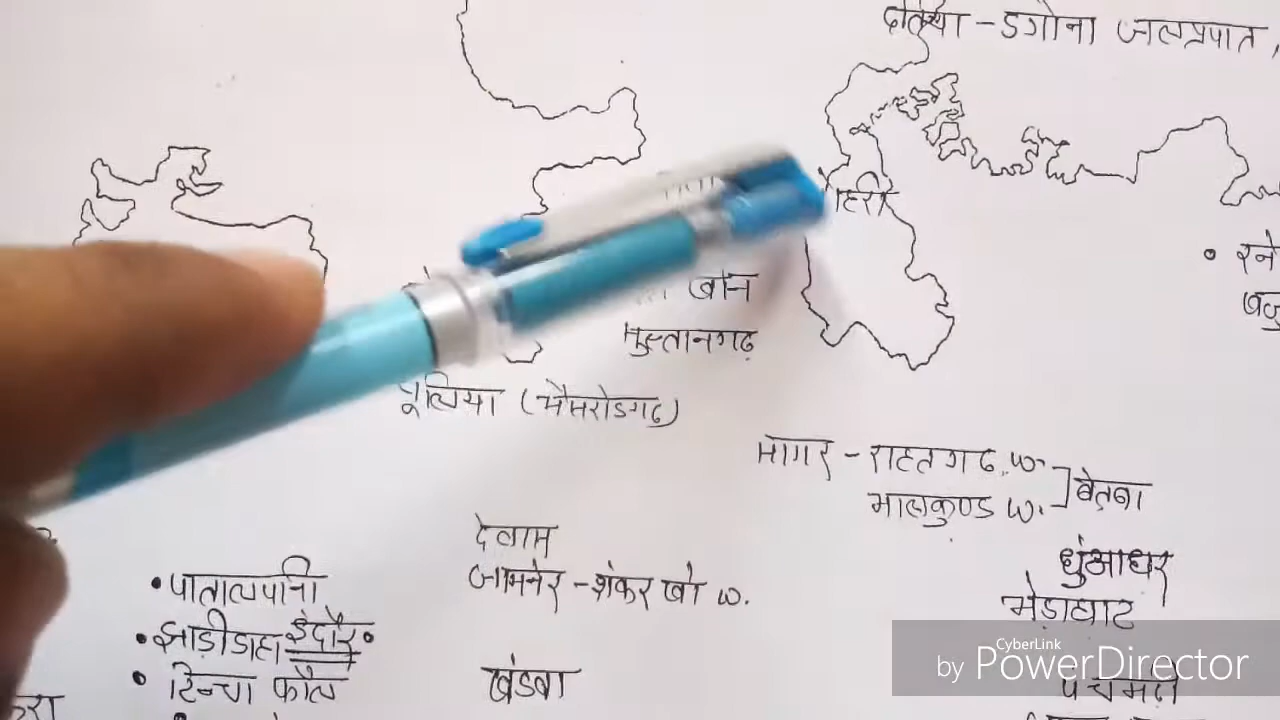 दतिया - डगोना जलप्रपात,
खोन
मुस्तानगढ़
चूलिया (भैंसरोडगढ़)
सागर - राहतगढ़ w.
भालकुण्ड w.
बेतवा
देवास
जामनेर - शंकर खो w.
धुंआधार
भेड़ाघाट
• पातालपानी
• झाड़ीडाहा इंदौर •
• टिन्चा फॉल
खंडवा
पचमढ़ी
CyberLink
by PowerDirector